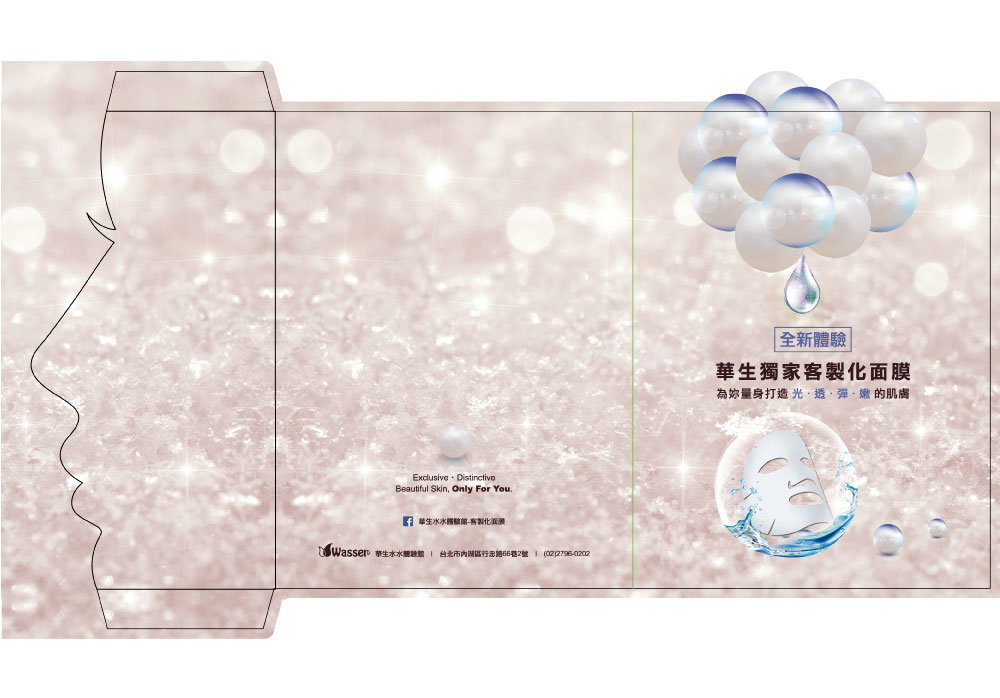 全新體驗
華生獨家客製化面膜
為妳量身打造 光‧透‧彈‧嫩 的肌膚
Exclusive‧Distinctive
Beautiful Skin, Only For You.
f 華生水水體驗館-客製化面膜
Wasser 華生水水體驗館 | 台北市內湖區行忠路66巷2號 | (02)2796-0202